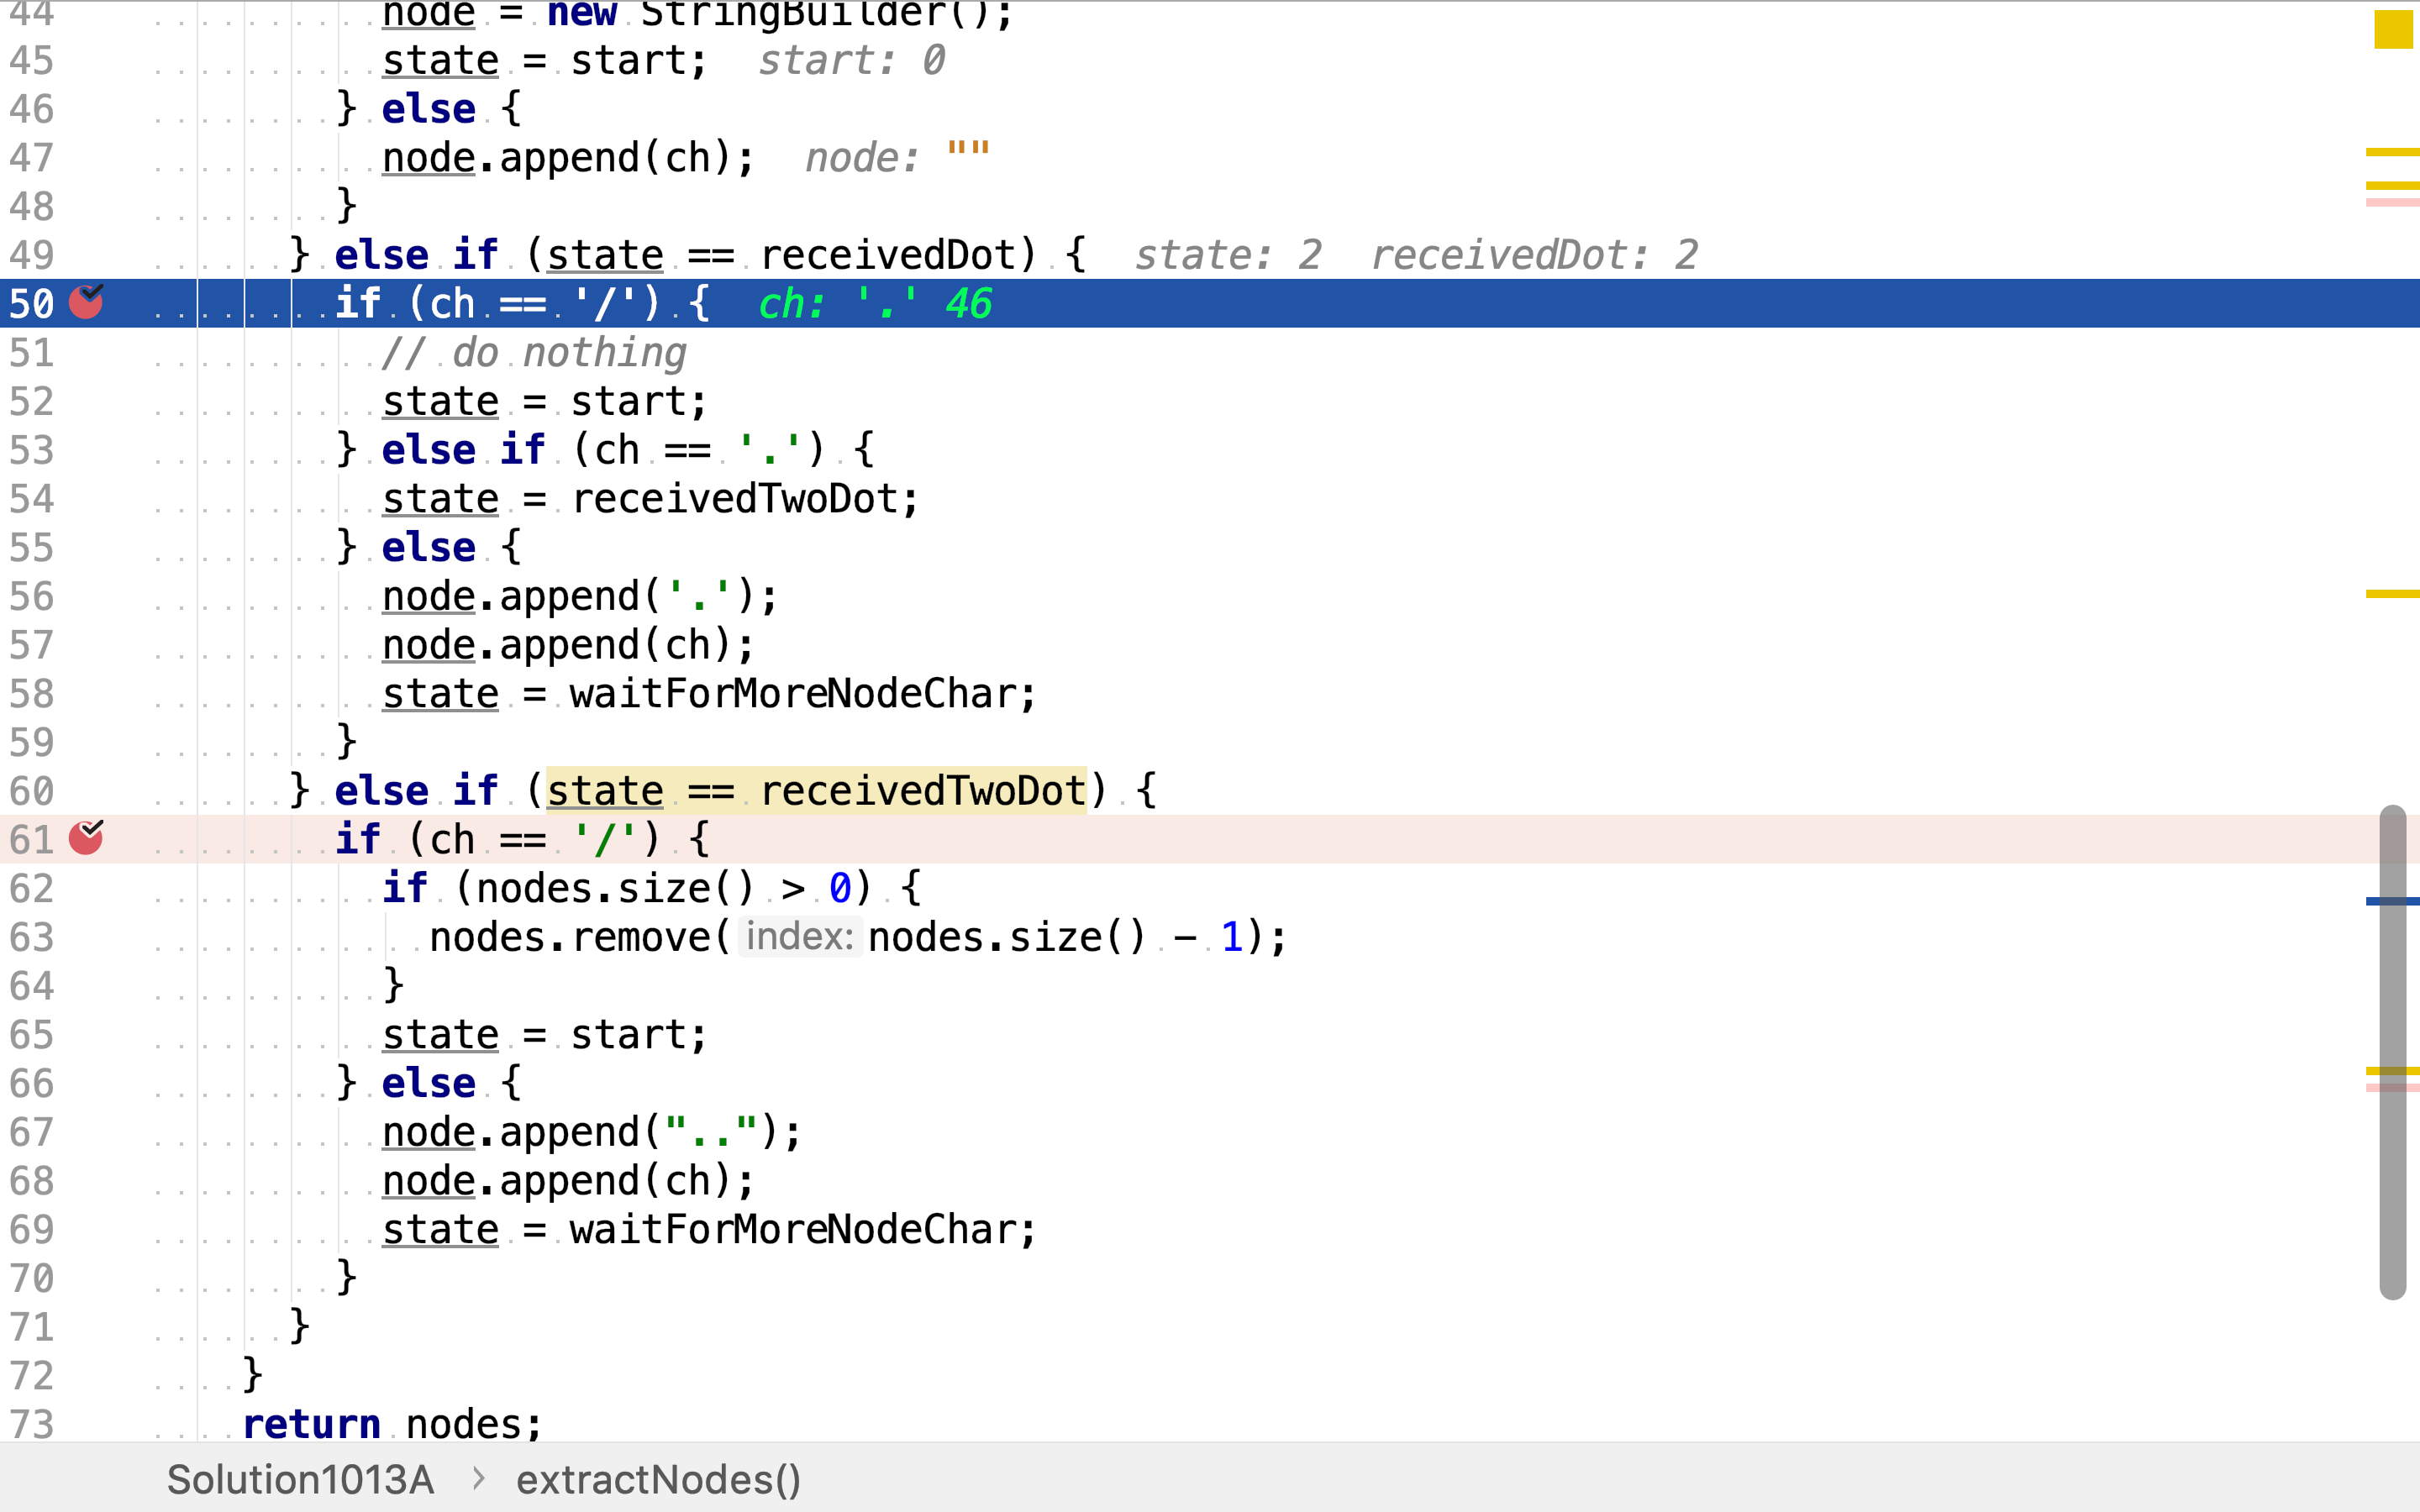 44 node = new StringBuilder();
45 state = start; start: 0
46 } else {
47 node.append(ch); node: ""
48 }
49 } else if (state == receivedDot) { state: 2 receivedDot: 2
50 if (ch == '/') { ch: '.' 46
51 // do nothing
52 state = start;
53 } else if (ch == '.') {
54 state = receivedTwoDot;
55 } else {
56 node.append('.');
57 node.append(ch);
58 state = waitForMoreNodeChar;
59 }
60 } else if (state == receivedTwoDot) {
61 if (ch == '/') {
62 if (nodes.size() > 0) {
63 nodes.remove( index: nodes.size() - 1);
64 }
65 state = start;
66 } else {
67 node.append("..");
68 node.append(ch);
69 state = waitForMoreNodeChar;
70 }
71 }
72 }
73 return nodes;
Solution1013A > extractNodes()